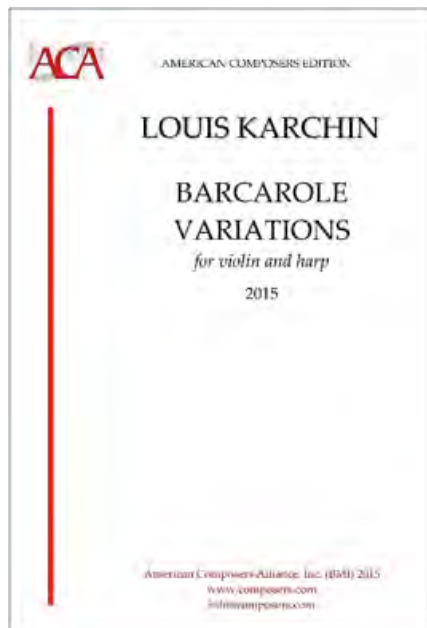 ACA
AMERICAN COMPOSERS EDITION
LOUIS KARCHIN
BARCAROLE
VARIATIONS
for violin and harp
2015
American Composers Alliance, Inc. (BMI) 2015
www.composers.com